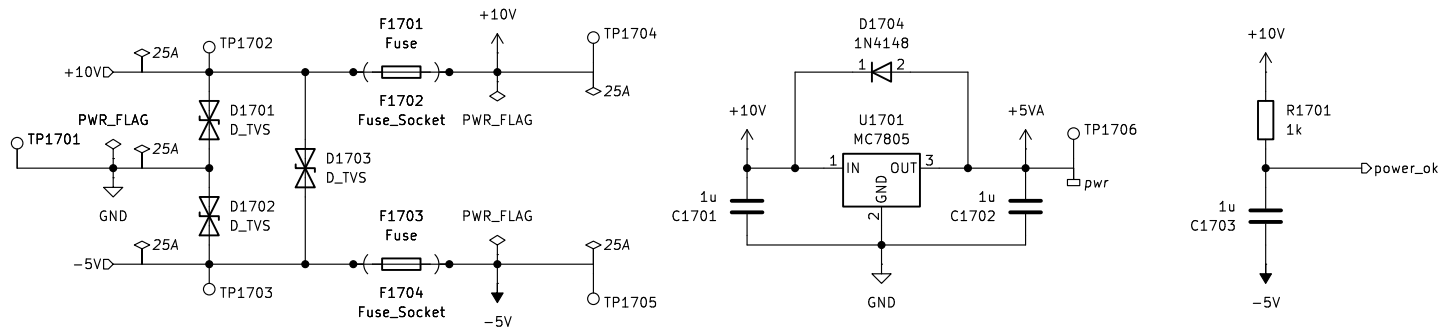 25A
TP1702
F1701
Fuse
+10V
TP1704
+10V
F1702
Fuse_Socket
PWR_FLAG
25A
D1701
D_TVS
PWR_FLAG
TP1701
25A
GND
D1703
D_TVS
D1702
D_TVS
F1703
Fuse
PWR_FLAG
25A
25A
-5V
TP1703
F1704
Fuse_Socket
-5V
TP1705
D1704
1N4148
1 2
+10V
U1701
MC7805
+5VA
TP1706
1 IN OUT 3
GND
2
pwr
1u
C1701
1u
C1702
GND
+10V
R1701
1k
power_ok
1u
C1703
-5V